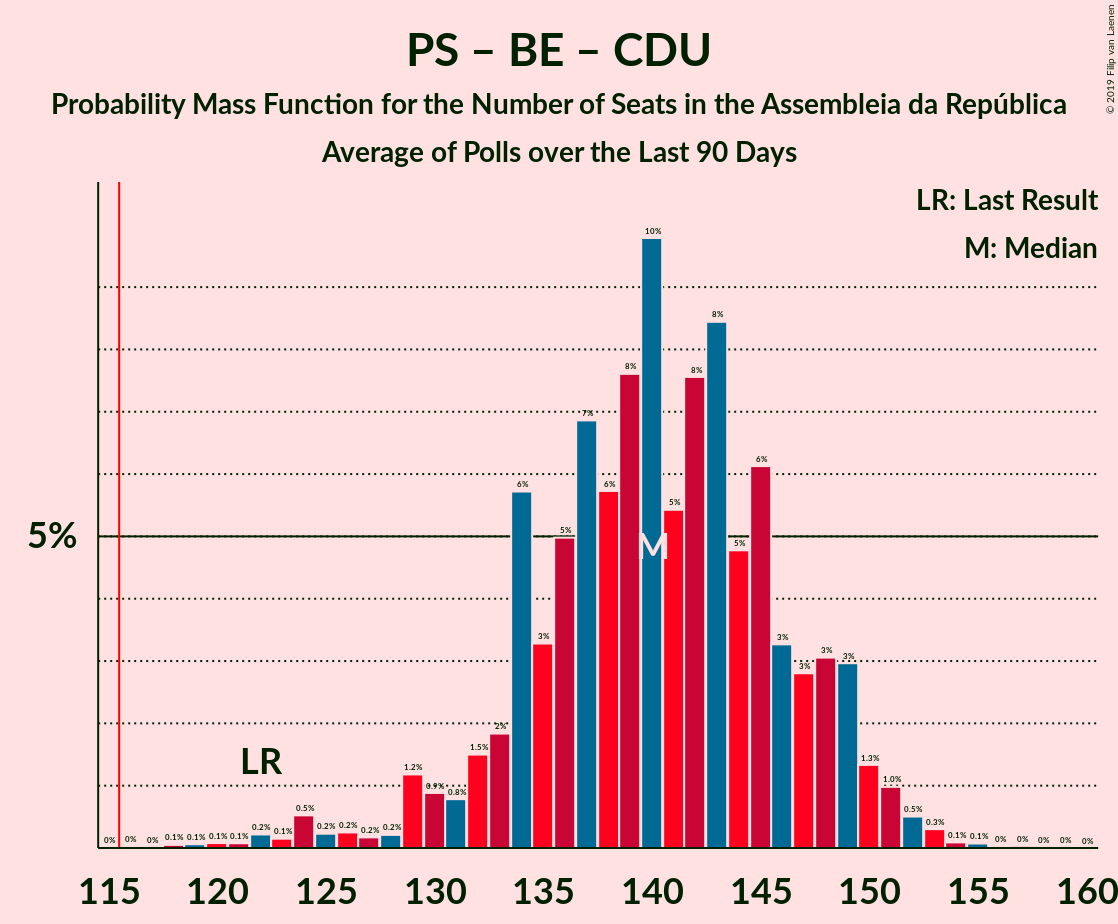 PS – BE – CDU
Probability Mass Function for the Number of Seats in the Assembleia da República
Average of Polls over the Last 90 Days
© 2019 Filip van Laenen
LR: Last Result
M: Median
5%
LR
M
0% 0% 0% 0.1% 0.1% 0.1% 0.1% 0.2% 0.1% 0.5% 0.2% 0.2% 0.2% 0.2% 1.2% 0.9% 0.8% 1.5% 2% 6% 3% 5% 7% 6% 8% 10% 5% 8% 8% 5% 6% 3% 3% 3% 3% 1.3% 1.0% 0.5% 0.3% 0.1% 0.1% 0% 0% 0% 0% 0%
115 120 125 130 135 140 145 150 155 160